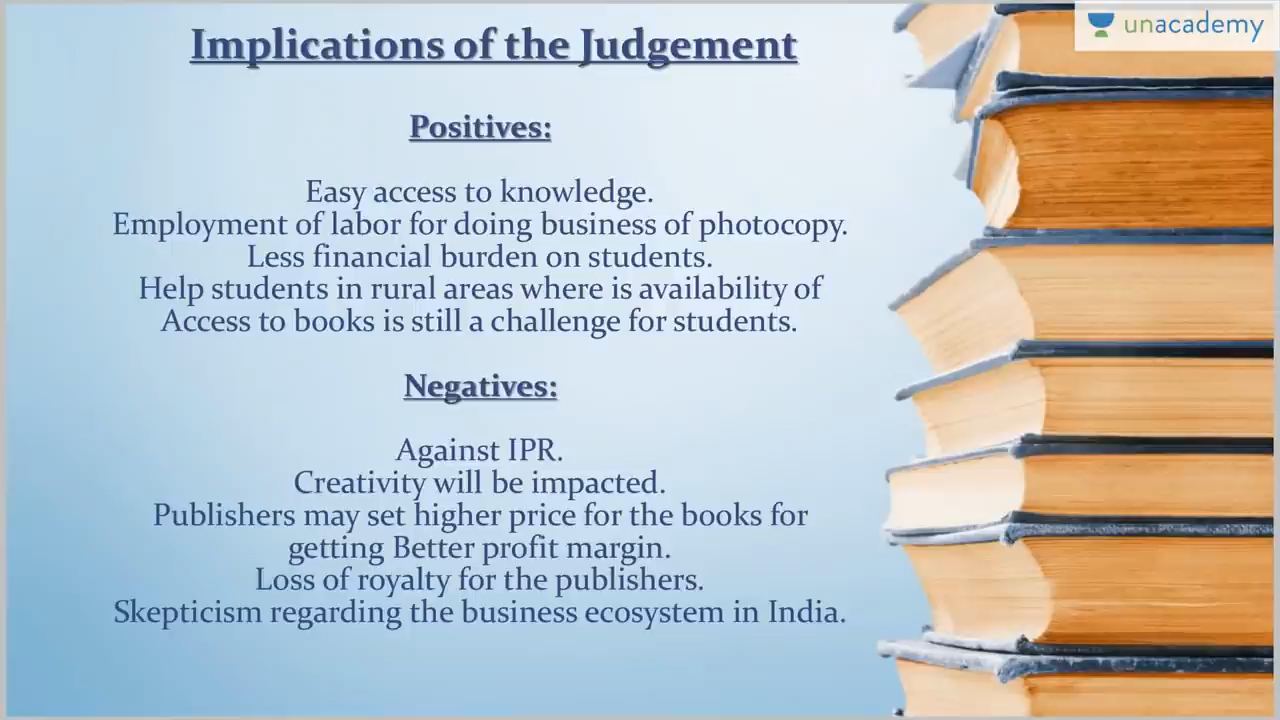 unacademy
Implications of the Judgement
Positives:
Easy access to knowledge.
Employment of labor for doing business of photocopy.
Less financial burden on students.
Help students in rural areas where is availability of
Access to books is still a challenge for students.
Negatives:
Against IPR.
Creativity will be impacted.
Publishers may set higher price for the books for
getting Better profit margin.
Loss of royalty for the publishers.
Skepticism regarding the business ecosystem in India.